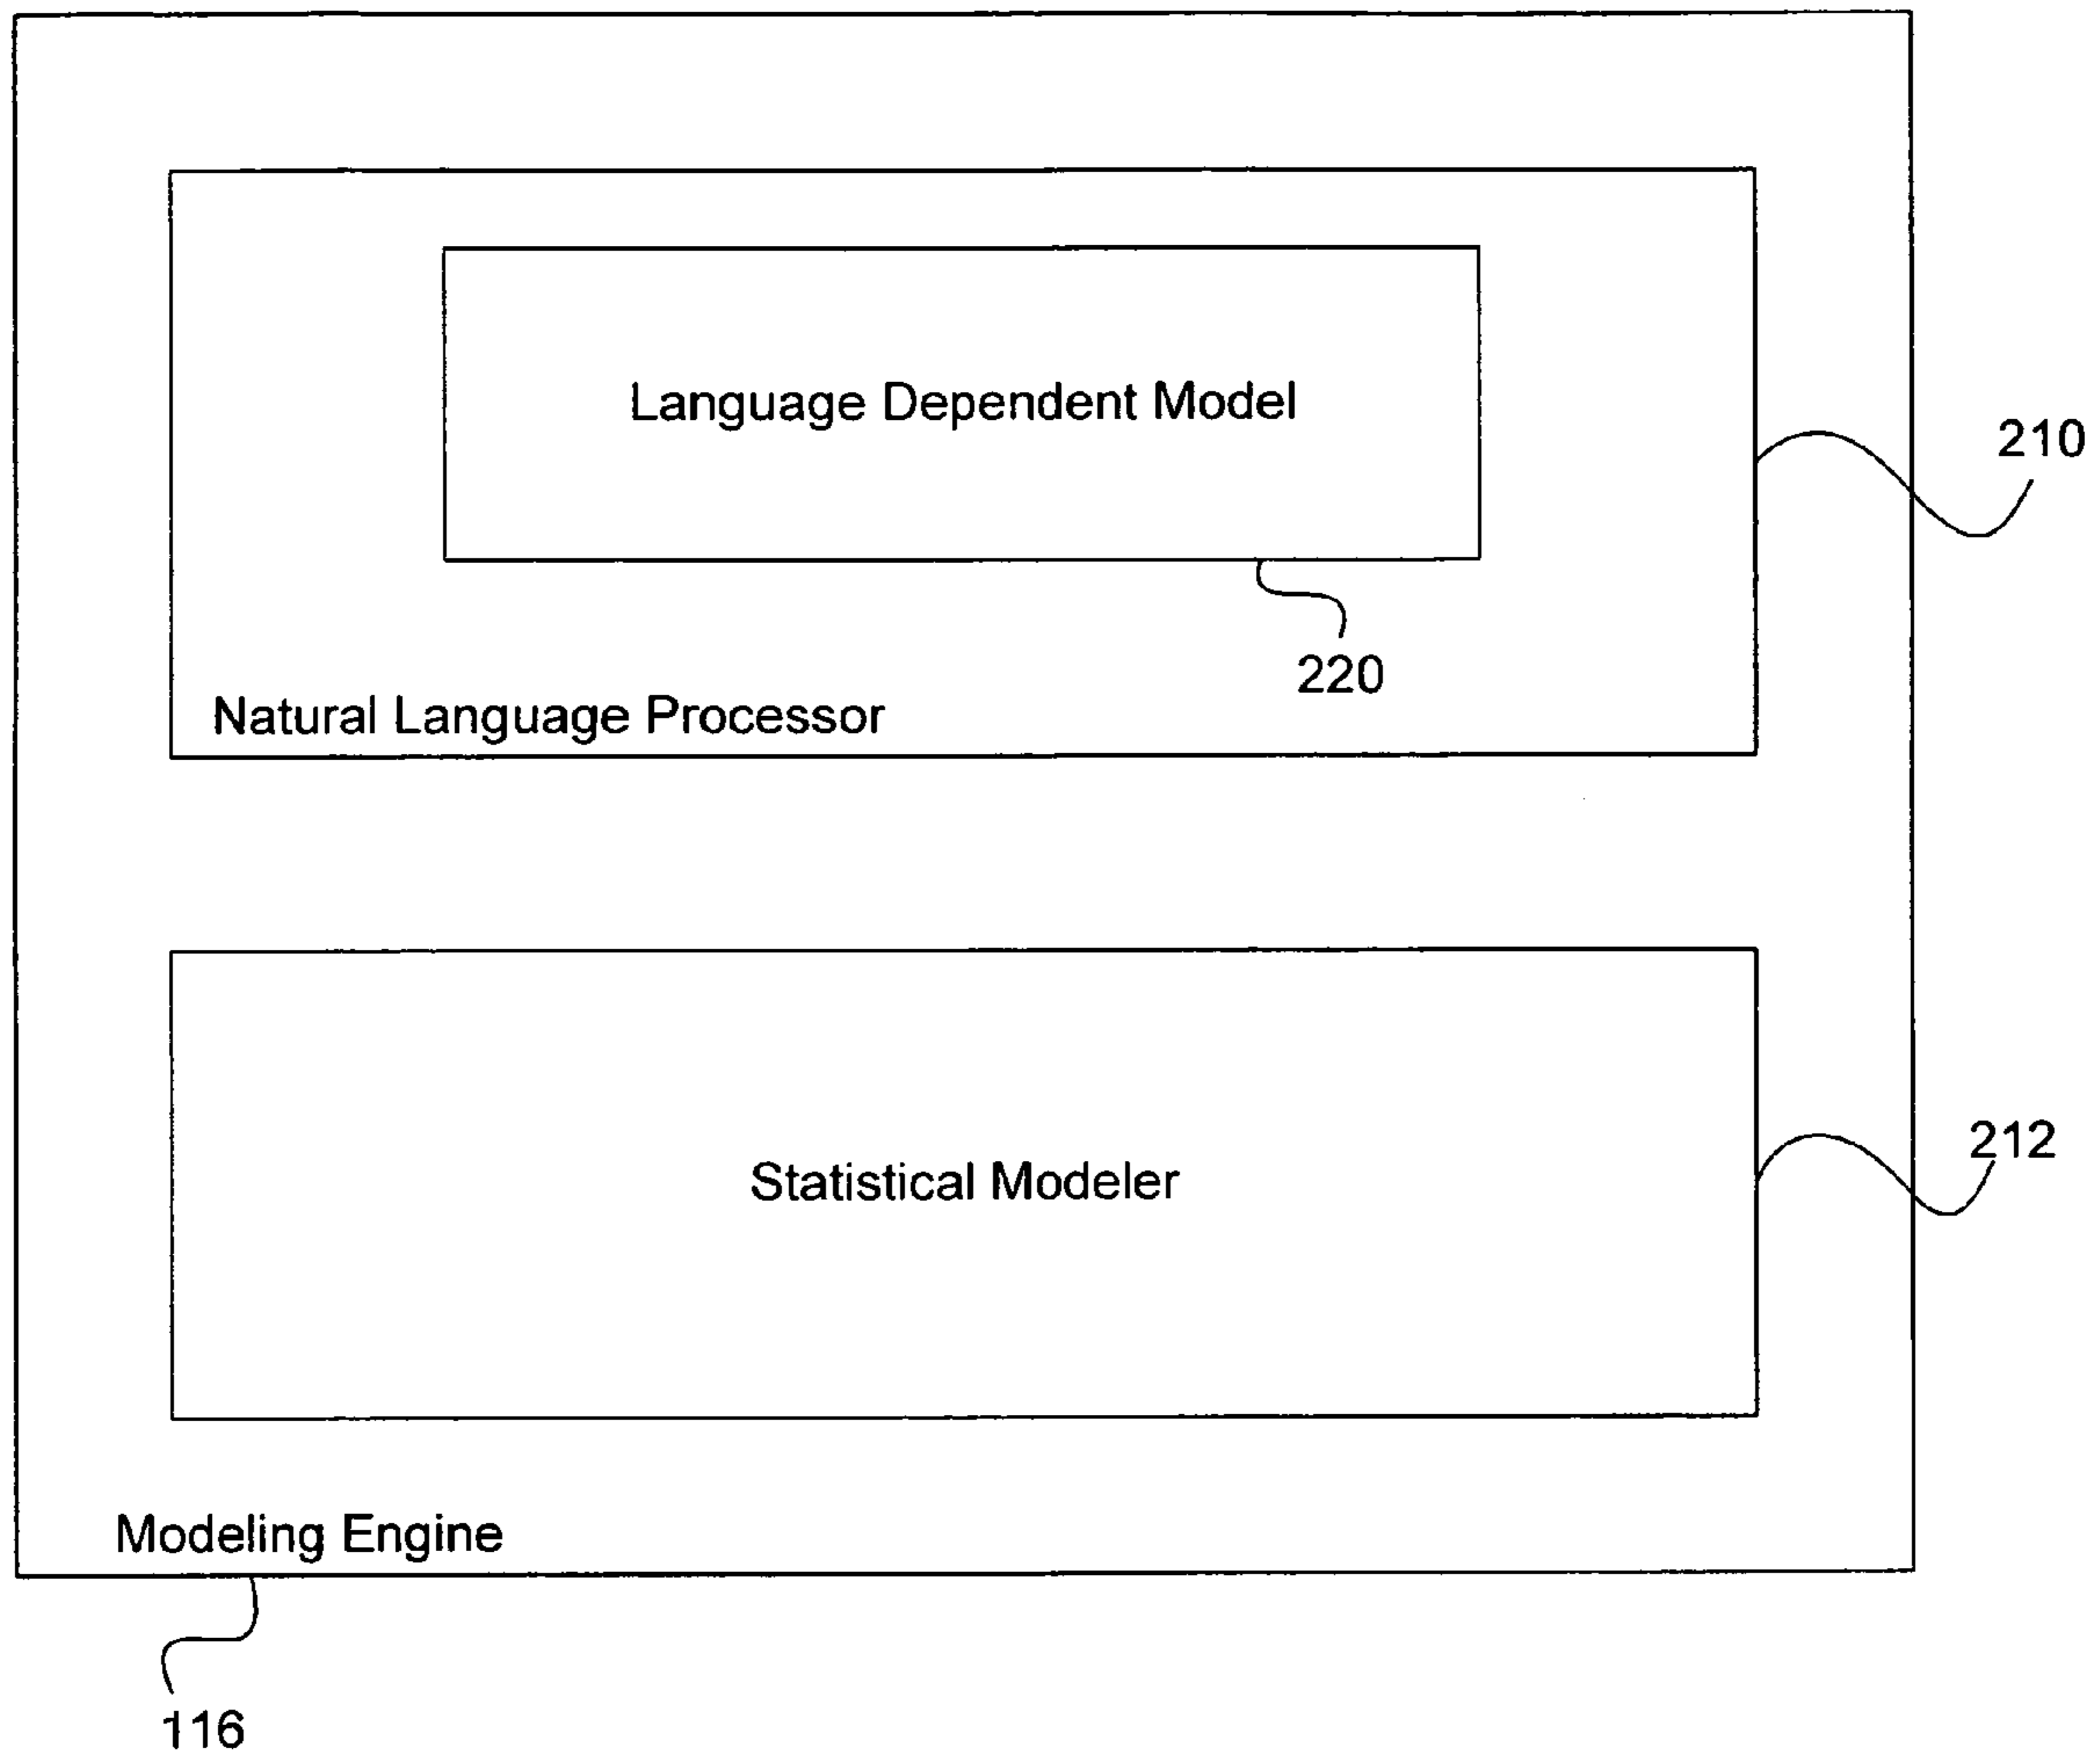 Language Dependent Model
210
220
Natural Language Processor
Statistical Modeler
212
Modeling Engine
116